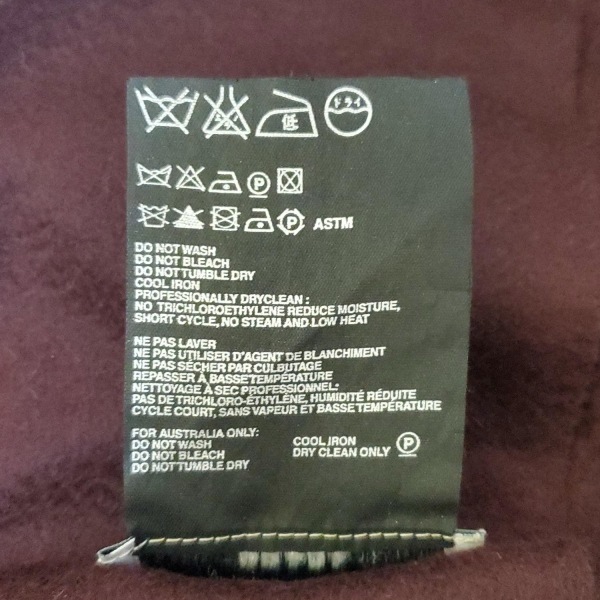 エンソ
低
ドライ
P
P ASTM
DO NOT WASH
DO NOT BLEACH
DO NOT TUMBLE DRY
COOL IRON
PROFESSIONALLY DRYCLEAN :
NO TRICHLOROETHYLENE REDUCE MOISTURE,
SHORT CYCLE, NO STEAM AND LOW HEAT
NE PAS LAVER
NE PAS UTILISER D'AGENT DE BLANCHIMENT
NE PAS SÉCHER PAR CULBUTAGE
REPASSER À BASSE TEMPÉRATURE
NETTOYAGE À SEC PROFESSIONNEL:
PAS DE TRICHLORO-ÉTHYLÈNE, HUMIDITÉ RÉDUITE
CYCLE COURT, SANS VAPEUR ET BASSE TEMPÉRATURE
FOR AUSTRALIA ONLY:
DO NOT WASH
DO NOT BLEACH
DO NOT TUMBLE DRY
COOL IRON
DRY CLEAN ONLY P